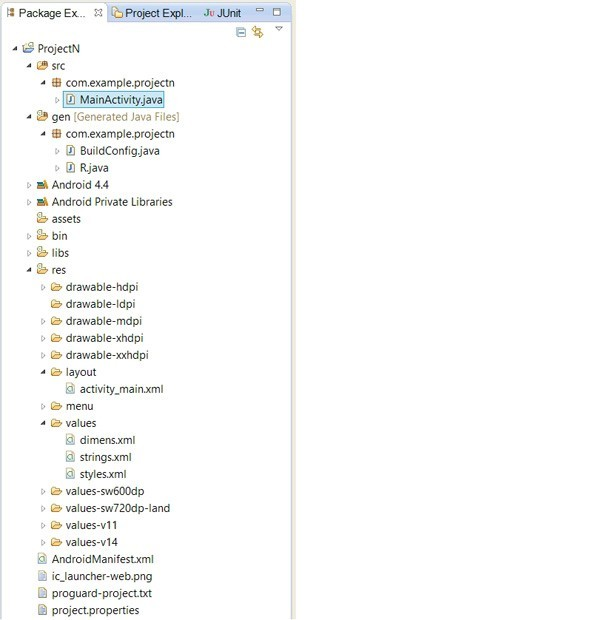 Package Ex... Project Expl... Ju JUnit
ProjectN
src
com.example.projectn
MainActivity.java
gen [Generated Java Files]
com.example.projectn
BuildConfig.java
R.java
Android 4.4
Android Private Libraries
assets
bin
libs
res
drawable-hdpi
drawable-ldpi
drawable-mdpi
drawable-xhdpi
drawable-xxhdpi
layout
activity_main.xml
menu
values
dimens.xml
strings.xml
styles.xml
values-sw600dp
values-sw720dp-land
values-v11
values-v14
AndroidManifest.xml
ic_launcher-web.png
proguard-project.txt
project.properties